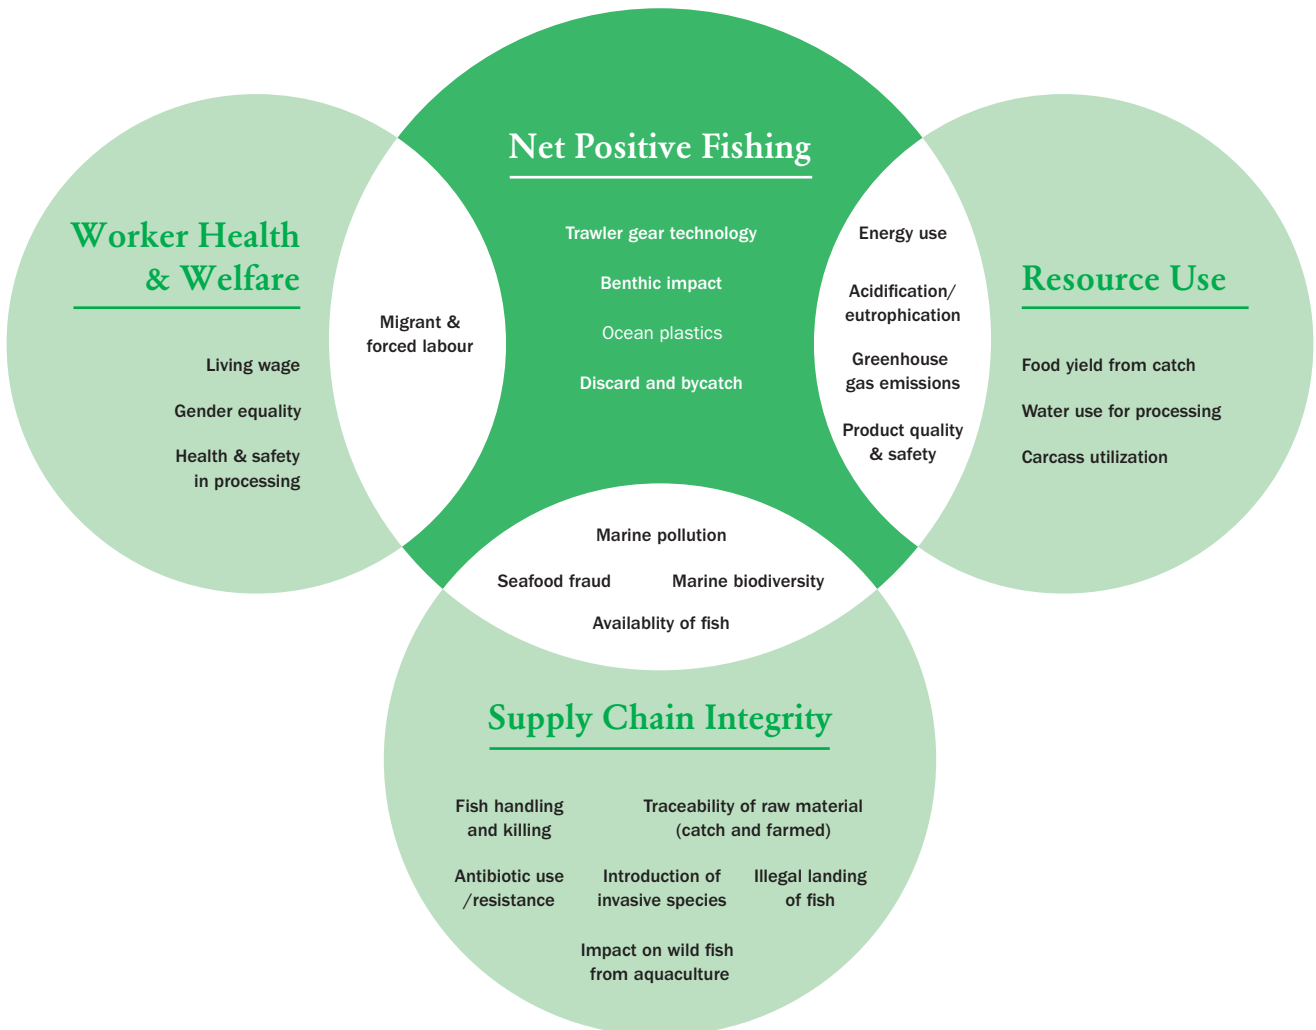 Net Positive Fishing
Trawler gear technology
Benthic impact
Ocean plastics
Discard and bycatch
Worker Health
& Welfare
Living wage
Gender equality
Health & safety
in processing
Migrant &
forced labour
Energy use
Acidification/
eutrophication
Greenhouse
gas emissions
Product quality
& safety
Resource Use
Food yield from catch
Water use for processing
Carcass utilization
Marine pollution
Seafood fraud
Marine biodiversity
Availablity of fish
Supply Chain Integrity
Fish handling
and killing
Traceability of raw material
(catch and farmed)
Antibiotic use
/resistance
Introduction of
invasive species
Illegal landing
of fish
Impact on wild fish
from aquaculture